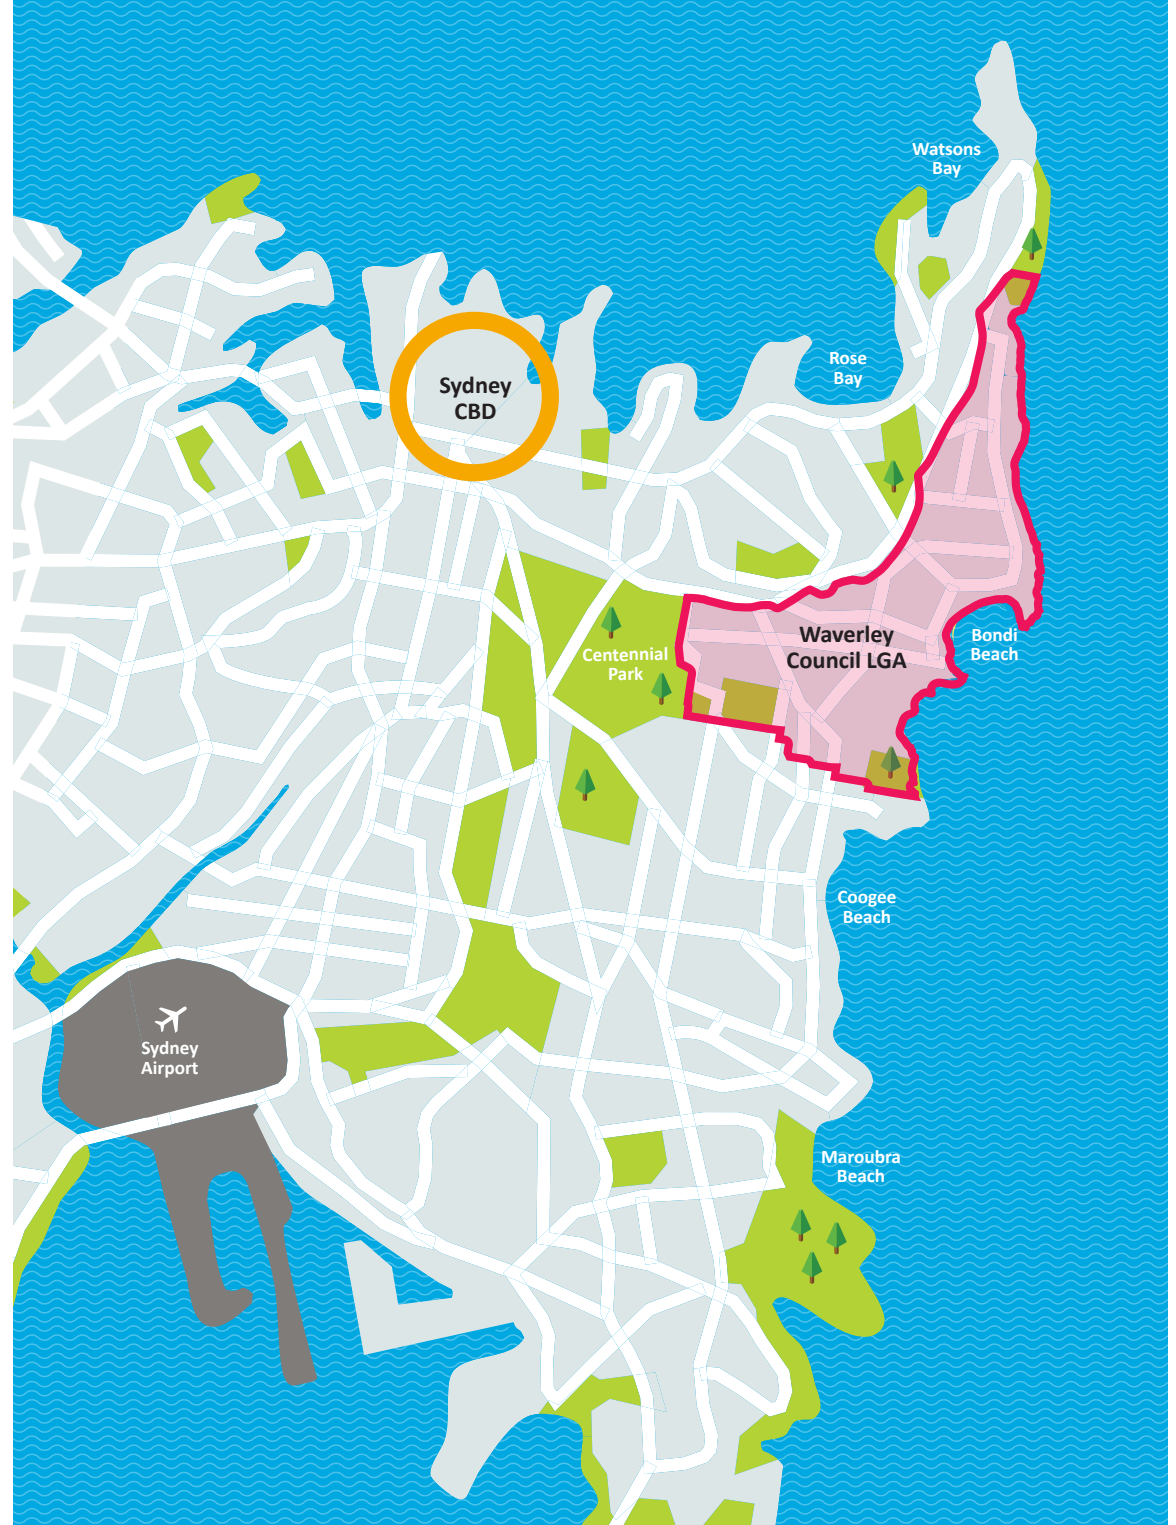 Watsons
Bay
Rose
Bay
Sydney
CBD
Waverley
Council LGA
Bondi
Beach
Centennial
Park
Coogee
Beach
Sydney
Airport
Maroubra
Beach